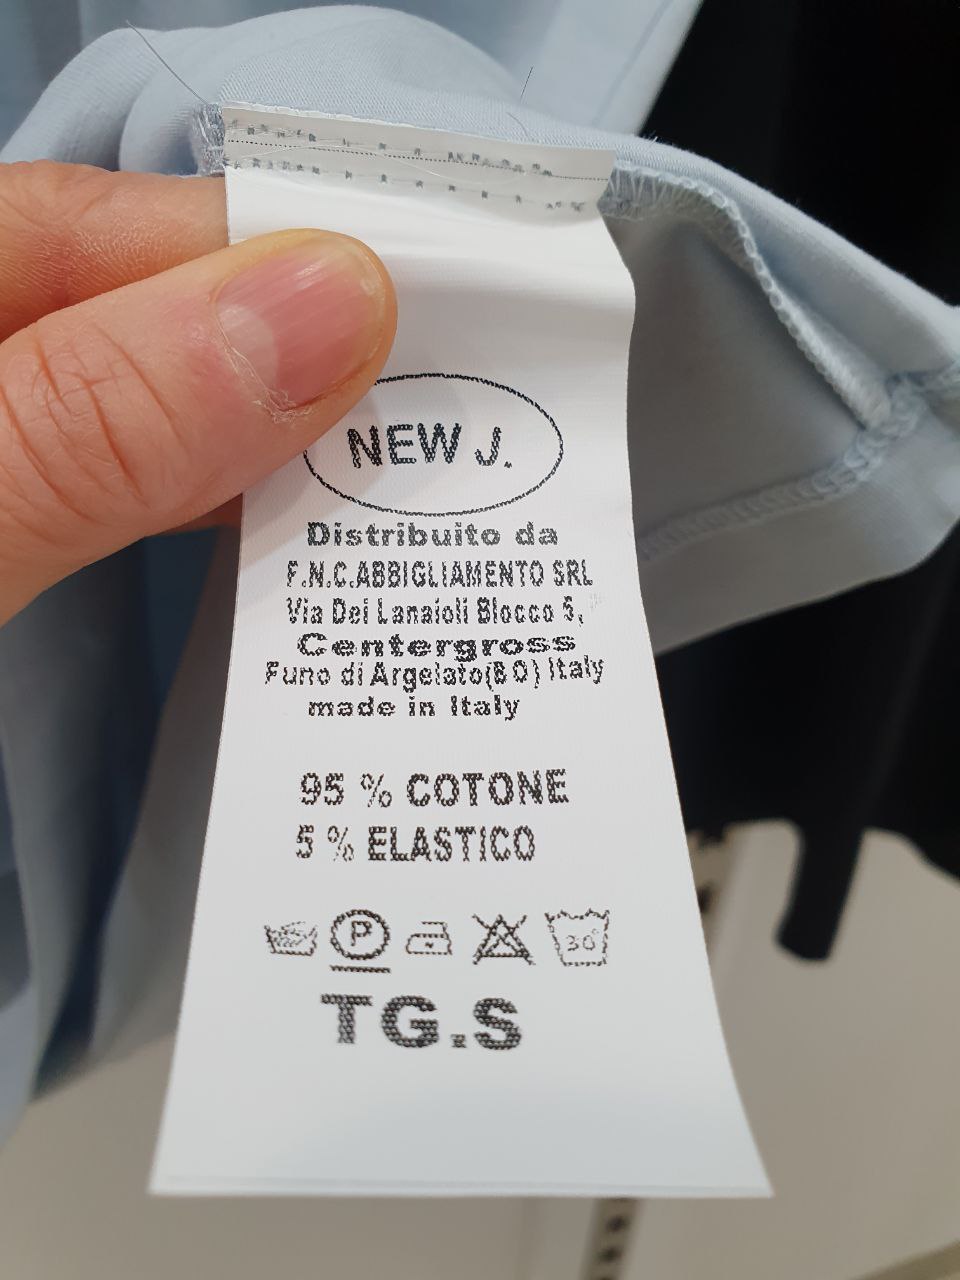 NEW J.
Distribuito da
F.N.C.ABBIGLIAMENTO SRL
Via Dei Lanaioli Blocco 5,
Centergross
Funo di Argelato(BO) Italy
made in Italy
95 % COTONE
5 % ELASTICO
P 30°
TG.S